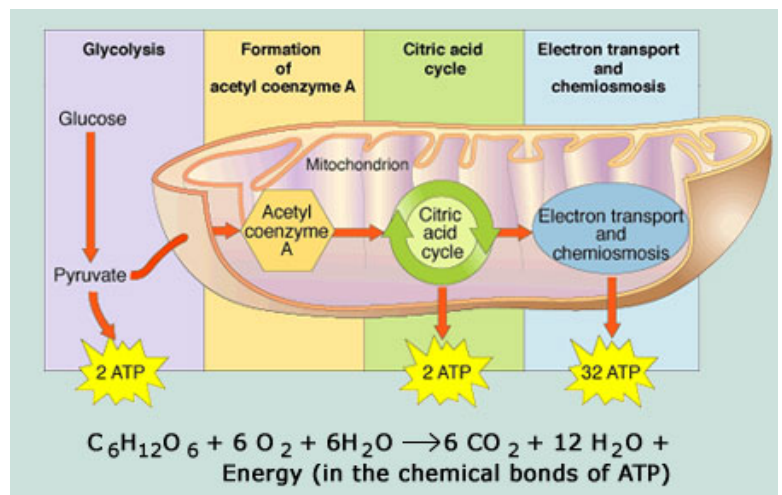 Glycolysis
Formation
of
acetyl coenzyme A
Citric acid
cycle
Electron transport
and
chemiosmosis
Glucose
Mitochondrion
Acetyl
coenzyme
A
Citric
acid
cycle
Electron transport
and
chemiosmosis
Pyruvate
2 ATP
2 ATP
32 ATP
C6H12O6 + 6 O2 + 6H2O → 6 CO2 + 12 H2O +
Energy (in the chemical bonds of ATP)